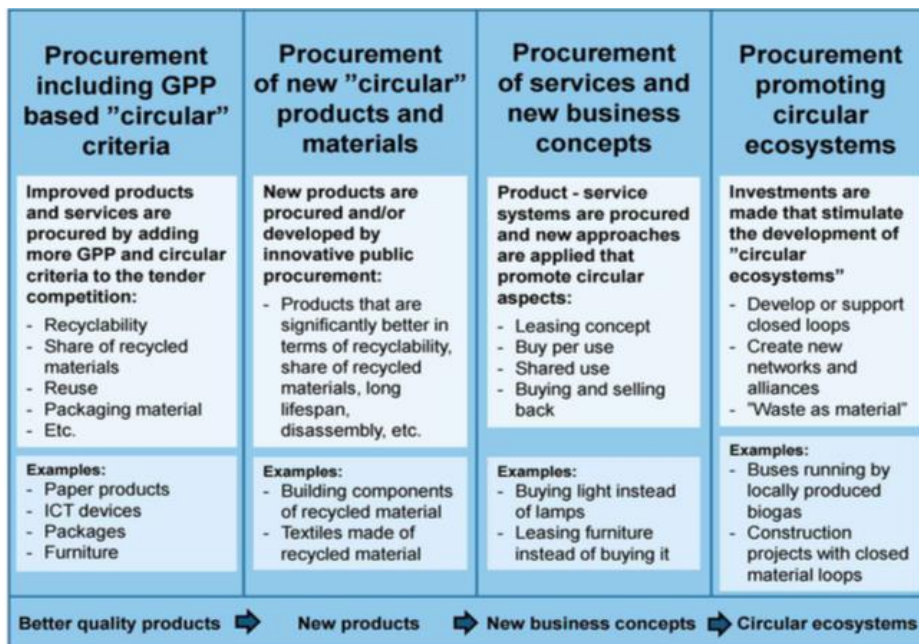 Procurement
including GPP
based ”circular”
criteria
Improved products
and services are
procured by adding
more GPP and circular
criteria to the tender
competition:
- Recyclability
- Share of recycled
materials
- Reuse
- Packaging material
- Etc.
Examples:
- Paper products
- ICT devices
- Packages
- Furniture
Procurement
of new ”circular”
products and
materials
New products are
procured and/or
developed by
innovative public
procurement:
- Products that are
significantly better in
terms of recyclability,
share of recycled
materials, long
lifespan,
disassembly, etc.
Examples:
- Building components
of recycled material
- Textiles made of
recycled material
Procurement
of services and
new business
concepts
Product - service
systems are procured
and new approaches
are applied that
promote circular
aspects:
- Leasing concept
- Buy per use
- Shared use
- Buying and selling
back
Examples:
- Buying light instead
of lamps
- Leasing furniture
instead of buying it
Procurement
promoting
circular
ecosystems
Investments are
made that stimulate
the development of
”circular
ecosystems”
- Develop or support
closed loops
- Create new
networks and
alliances
- ”Waste as material”
Examples:
- Buses running by
locally produced
biogas
- Construction
projects with closed
material loops
Better quality products
New products
New business concepts
Circular ecosystems